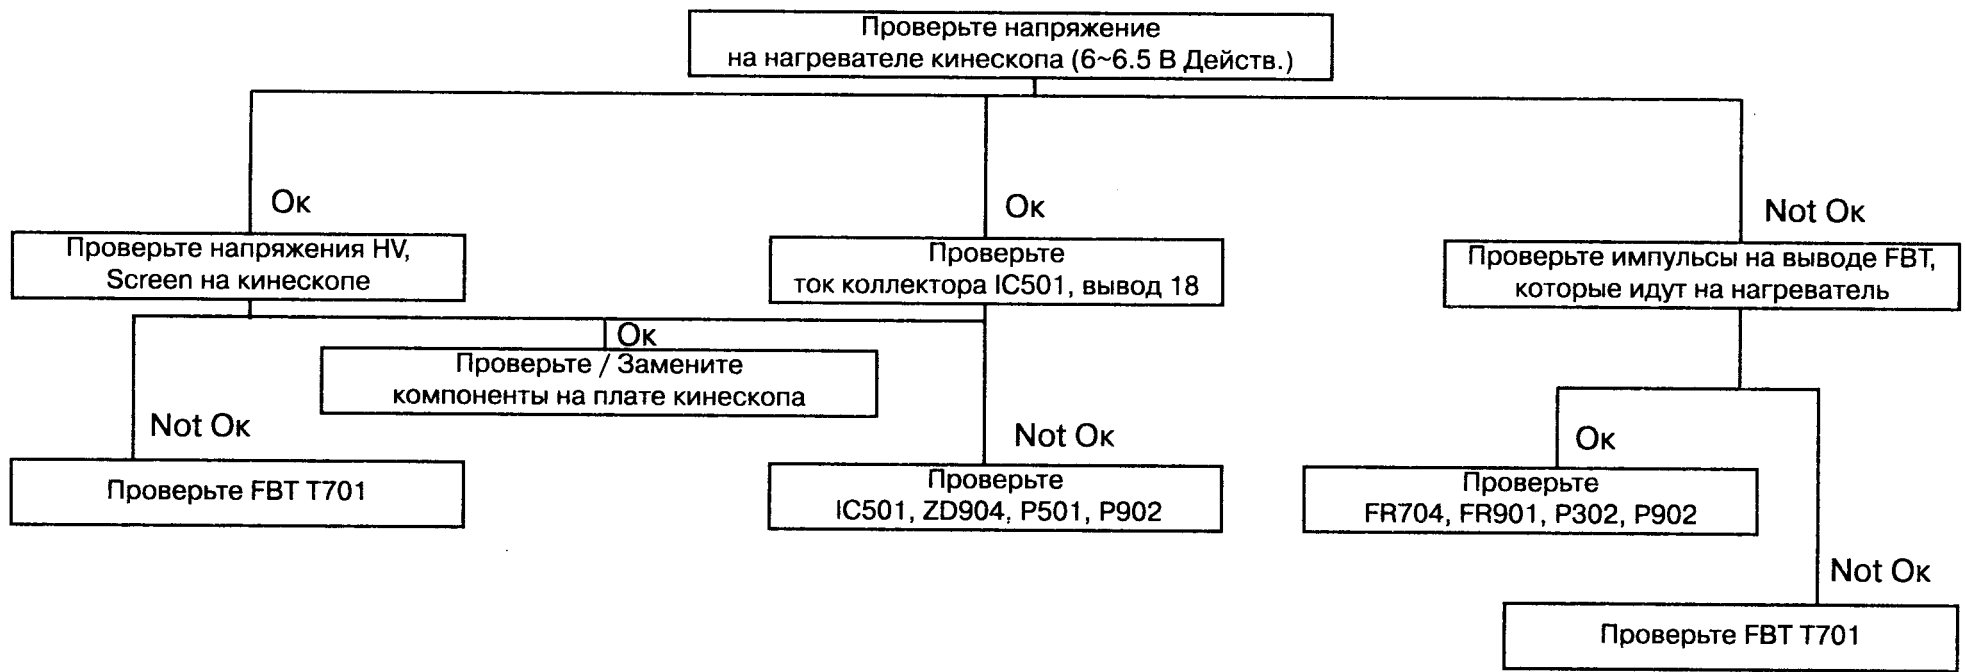 Проверьте напряжение
на нагревателе кинескопа (6~6.5 В Действ.)
Ок
Ок
Not Ок
Проверьте напряжения HV,
Screen на кинескопе
Проверьте
ток коллектора IC501, вывод 18
Проверьте импульсы на выводе FBT,
которые идут на нагреватель
Ок
Проверьте / Замените
компоненты на плате кинескопа
Not Ок
Not Ок
Ок
Проверьте FBT T701
Проверьте
IC501, ZD904, P501, P902
Проверьте
FR704, FR901, P302, P902
Not Ок
Проверьте FBT T701